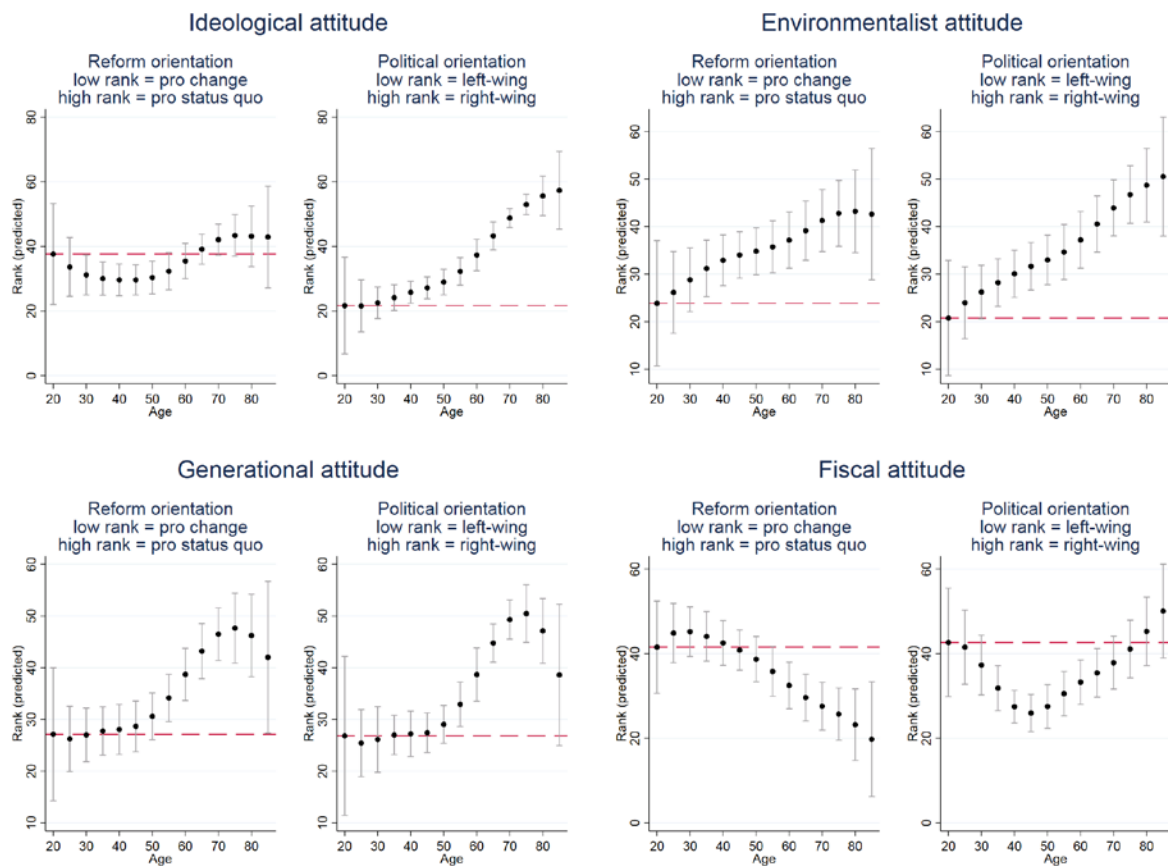 Ideological attitude
Reform orientation
low rank = pro change
high rank = pro status quo
Rank (predicted)
80
60
40
20
0
20 30 40 50 60 70 80
Age
Political orientation
low rank = left-wing
high rank = right-wing
Rank (predicted)
80
60
40
20
0
20 30 40 50 60 70 80
Age
Environmentalist attitude
Reform orientation
low rank = pro change
high rank = pro status quo
Rank (predicted)
60
50
40
30
20
10
20 30 40 50 60 70 80
Age
Political orientation
low rank = left-wing
high rank = right-wing
Rank (predicted)
60
50
40
30
20
10
20 30 40 50 60 70 80
Age
Generational attitude
Reform orientation
low rank = pro change
high rank = pro status quo
Rank (predicted)
60
50
40
30
20
10
20 30 40 50 60 70 80
Age
Political orientation
low rank = left-wing
high rank = right-wing
Rank (predicted)
60
50
40
30
20
10
20 30 40 50 60 70 80
Age
Fiscal attitude
Reform orientation
low rank = pro change
high rank = pro status quo
Rank (predicted)
60
40
20
0
20 30 40 50 60 70 80
Age
Political orientation
low rank = left-wing
high rank = right-wing
Rank (predicted)
60
40
20
0
20 30 40 50 60 70 80
Age